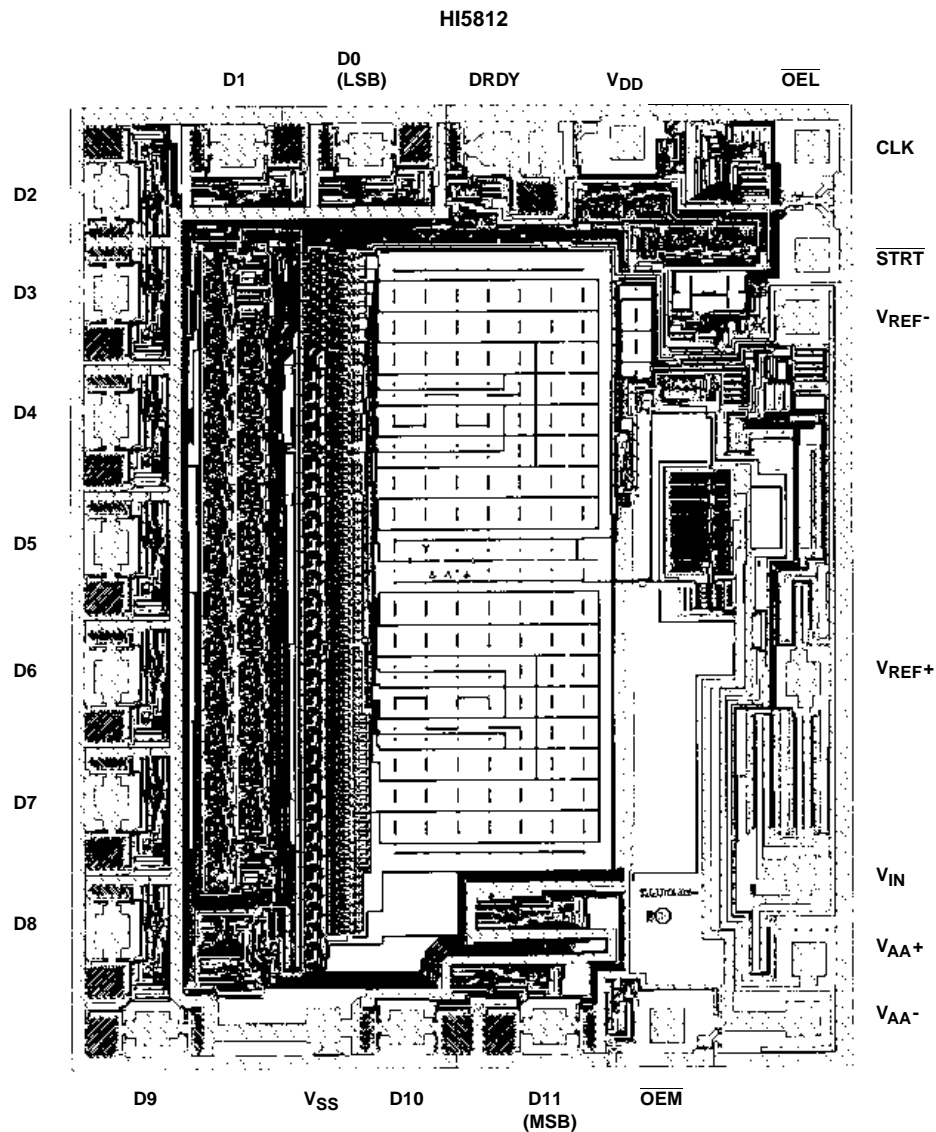 HI5812
D1
D0
(LSB)
DRDY
VDD
OEL
CLK
D2
STRT
D3
VREF-
D4
D5
D6
VREF+
D7
VIN
D8
VAA+
VAA-
D9
VSS
D10
D11
(MSB)
OEM